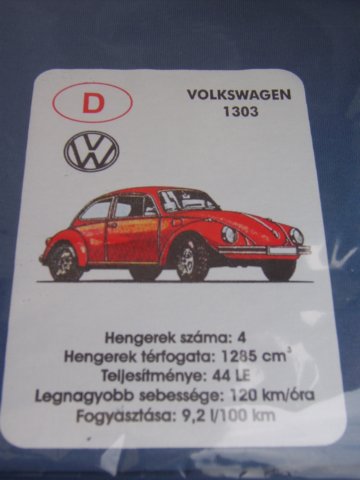 D
VOLKSWAGEN
1303
VW
Hengerek száma: 4
Hengerek térfogata: 1285 cm³
Teljesítménye: 44 LE
Legnagyobb sebessége: 120 km/óra
Fogyasztása: 9,2 l/100 km